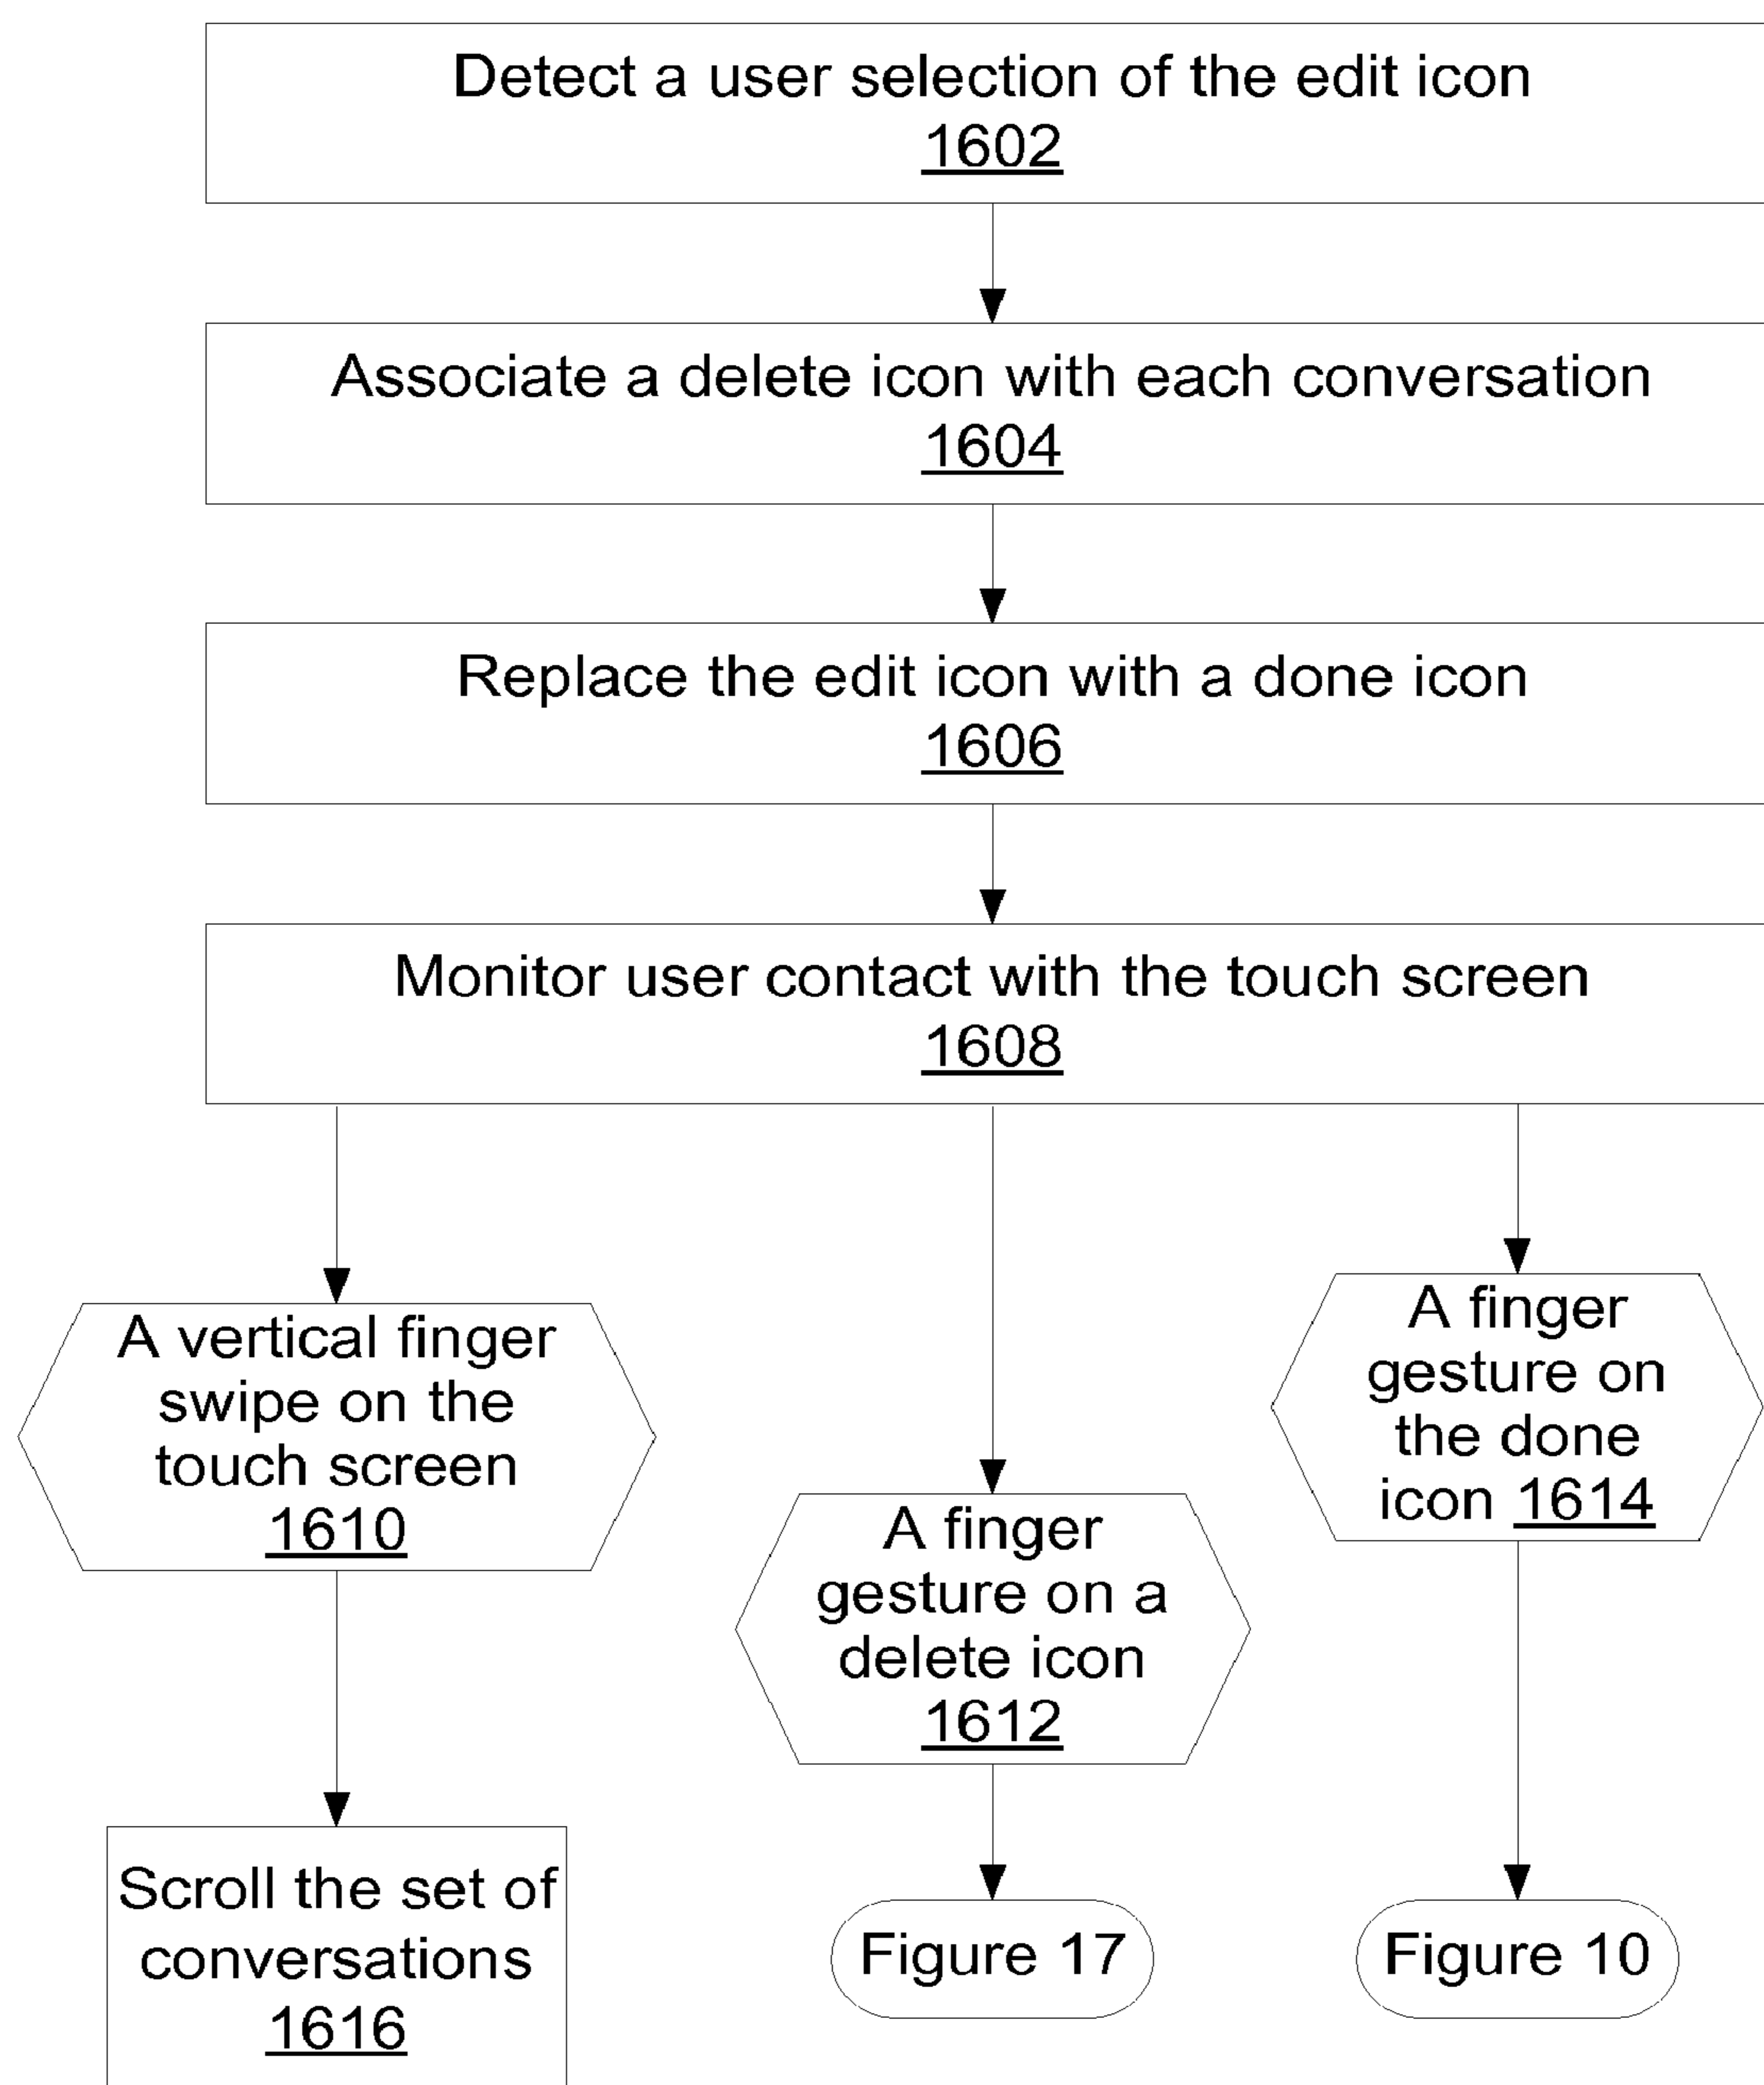 Detect a user selection of the edit icon
1602
Associate a delete icon with each conversation
1604
Replace the edit icon with a done icon
1606
Monitor user contact with the touch screen
1608
A vertical finger
swipe on the
touch screen
1610
A finger
gesture on a
delete icon
1612
A finger
gesture on
the done
icon 1614
Scroll the set of
conversations
1616
Figure 17
Figure 10